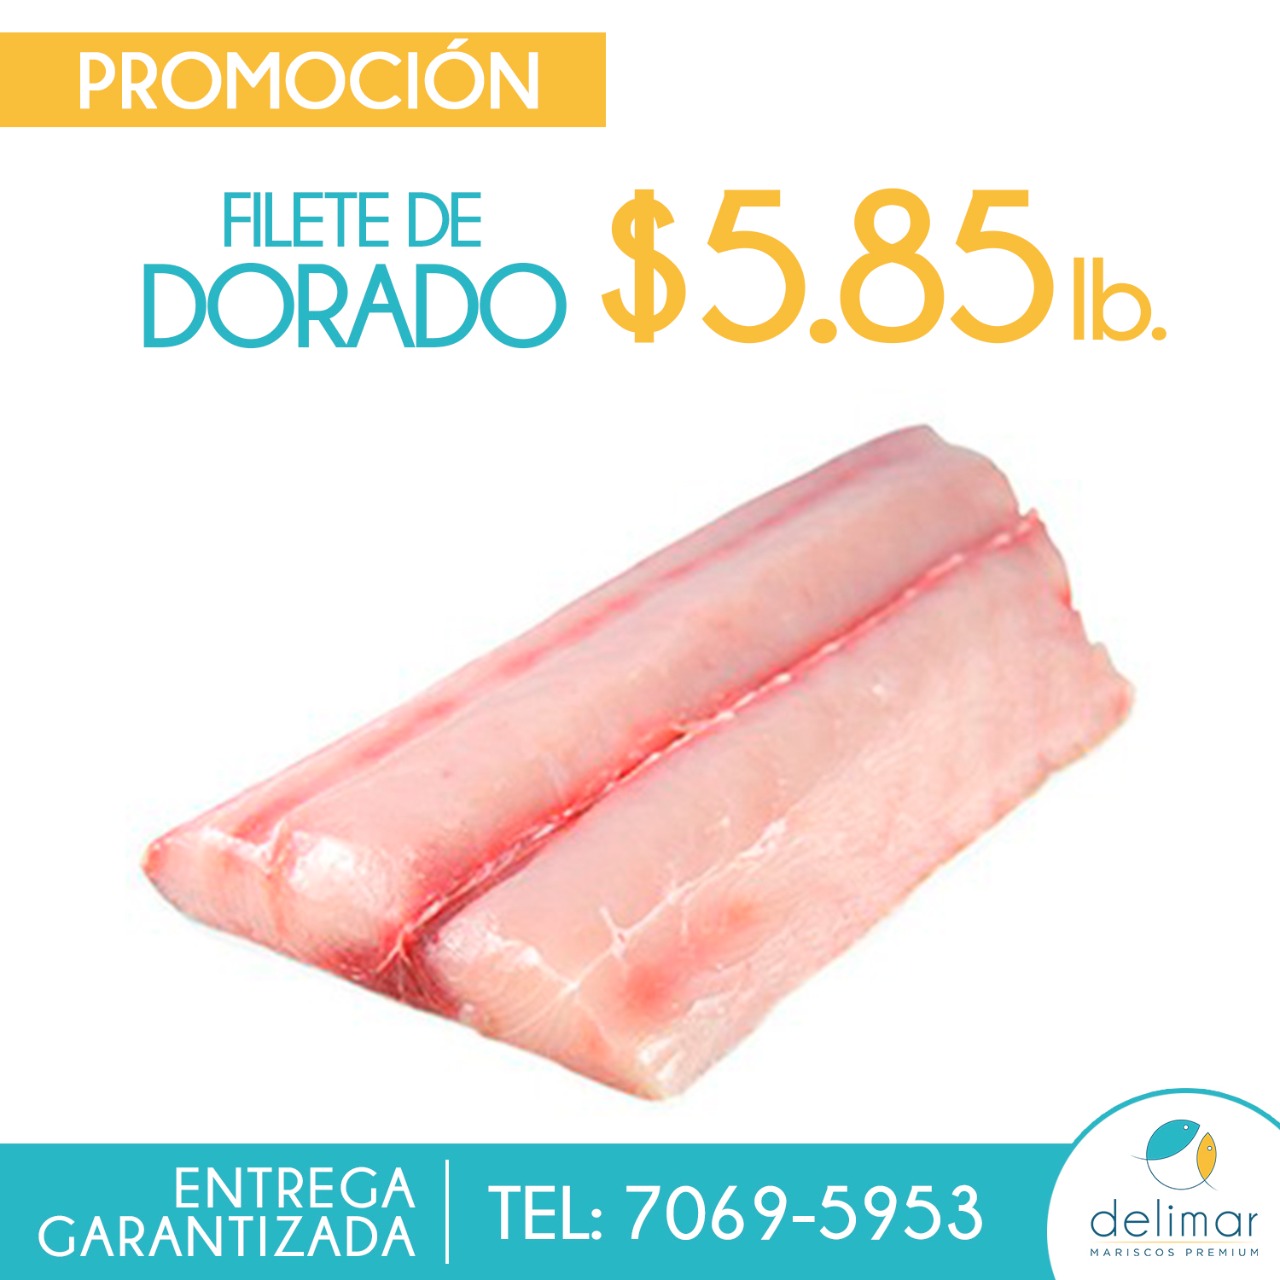 PROMOCIÓN
FILETE DE
DORADO
$5.85 lb.
ENTREGA
GARANTIZADA
TEL: 7069-5953
delimar
MARISCOS PREMIUM